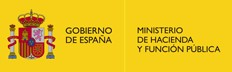 GOBIERNO
DE ESPAÑA
MINISTERIO
DE HACIENDA
Y FUNCIÓN PÚBLICA